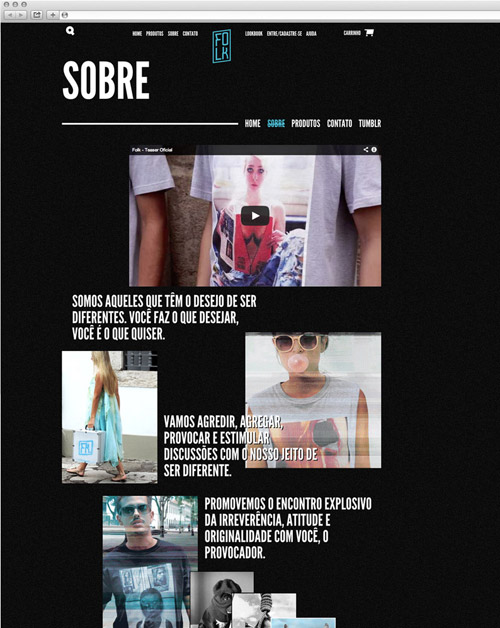 HOME PRODUTOS SOBRE CONTATO
FO
LK
LOOKBOOK ENTRE/CADASTRE-SE AJUDA
CARRINHO
SOBRE
HOME SOBRE PRODUTOS CONTATO TUMBLR
Folk - Teaser Oficial
SOMOS AQUELES QUE TÊM O DESEJO DE SER
DIFERENTES. VOCÊ FAZ O QUE DESEJAR,
VOCÊ É O QUE QUISER.
VAMOS AGREDIR, AGREGAR,
PROVOCAR E ESTIMULAR
DISCUSSÕES COM O NOSSO JEITO DE
SER DIFERENTE.
PROMOVEMOS O ENCONTRO EXPLOSIVO
DA IRREVERÊNCIA, ATITUDE E
ORIGINALIDADE COM VOCÊ, O
PROVOCADOR.